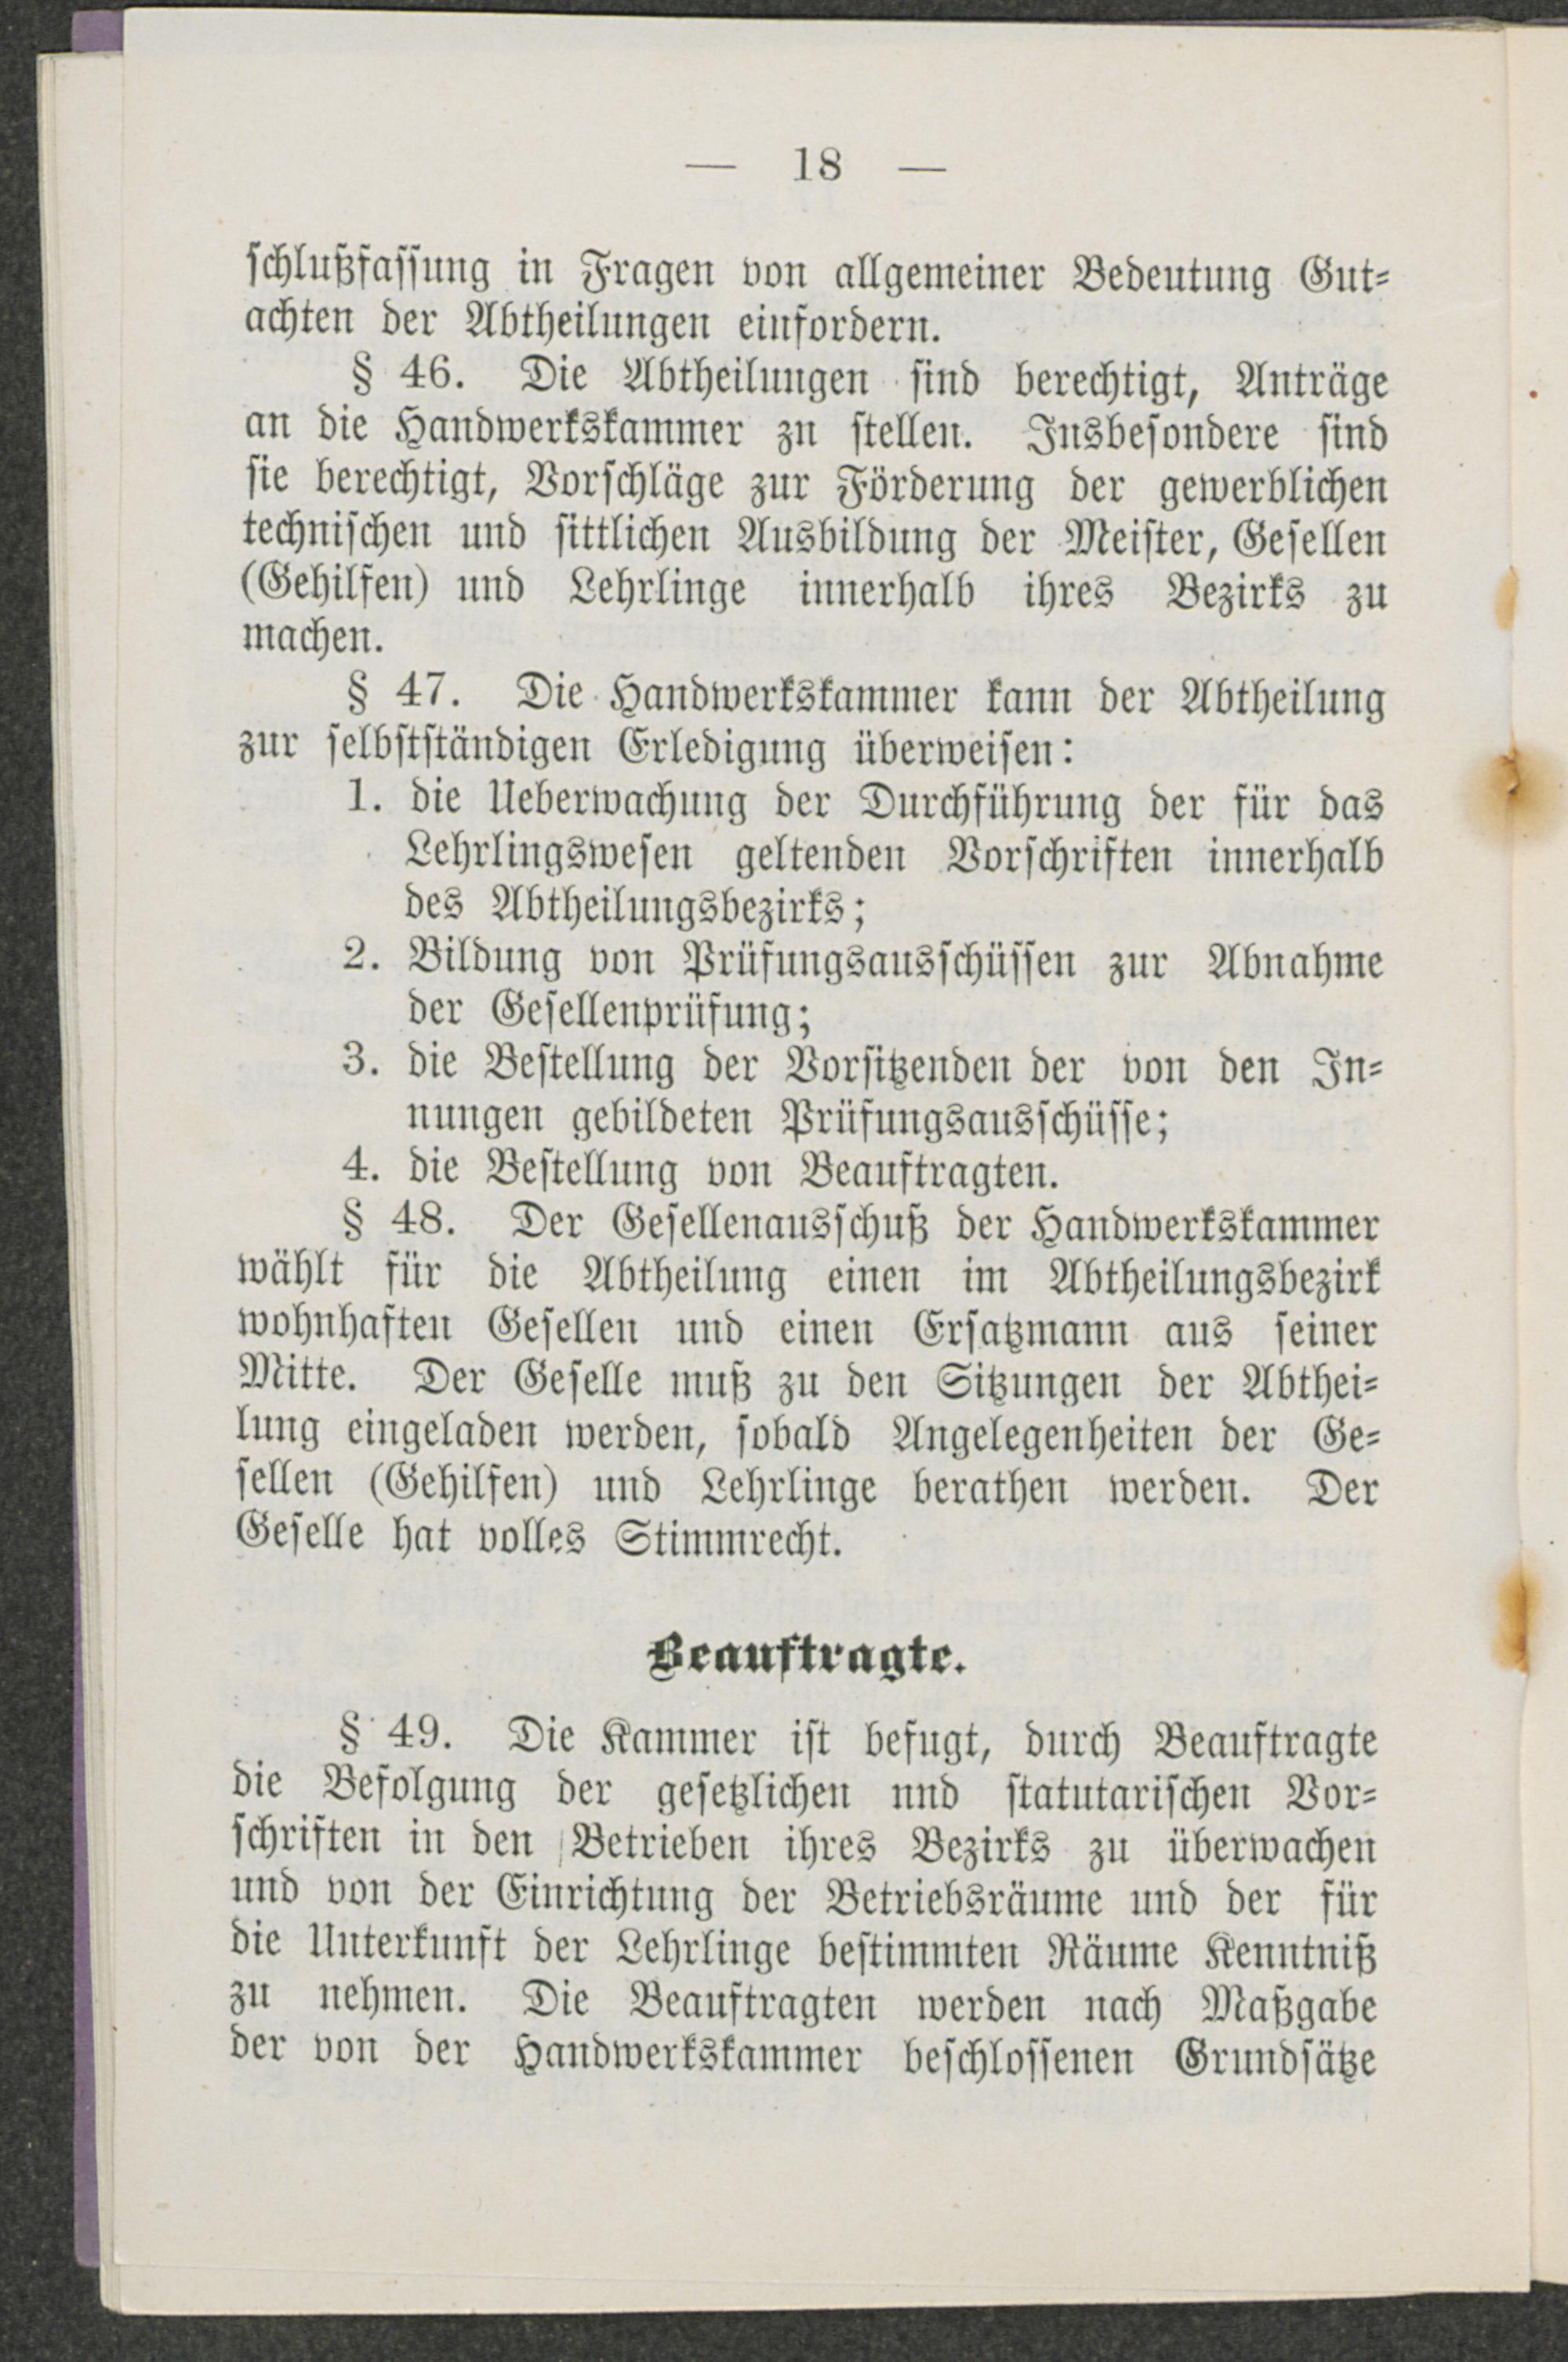 — 18 —
schlußfassung in Fragen von allgemeiner Bedeutung Gut-
achten der Abtheilungen einfordern.
§ 46. Die Abtheilungen sind berechtigt, Anträge
an die Handwerkskammer zu stellen. Insbesondere sind
sie berechtigt, Vorschläge zur Förderung der gewerblichen
technischen und sittlichen Ausbildung der Meister, Gesellen
(Gehilfen) und Lehrlinge innerhalb ihres Bezirks zu
machen.
§ 47. Die Handwerkskammer kann der Abtheilung
zur selbstständigen Erledigung überweisen:
1. die Ueberwachung der Durchführung der für das
Lehrlingswesen geltenden Vorschriften innerhalb
des Abtheilungsbezirks;
2. Bildung von Prüfungsausschüssen zur Abnahme
der Gesellenprüfung;
3. die Bestellung der Vorsitzenden der von den In-
nungen gebildeten Prüfungsausschüsse;
4. die Bestellung von Beauftragten.
§ 48. Der Gesellenausschuß der Handwerkskammer
wählt für die Abtheilung einen im Abtheilungsbezirk
wohnhaften Gesellen und einen Ersatzmann aus seiner
Mitte. Der Geselle muß zu den Sitzungen der Abthei-
lung eingeladen werden, sobald Angelegenheiten der Ge-
sellen (Gehilfen) und Lehrlinge berathen werden. Der
Geselle hat volles Stimmrecht.
Beauftragte.
§ 49. Die Kammer ist befugt, durch Beauftragte
die Befolgung der gesetzlichen nnd statutarischen Vor-
schriften in den Betrieben ihres Bezirks zu überwachen
und von der Einrichtung der Betriebsräume und der für
die Unterkunft der Lehrlinge bestimmten Räume Kenntniß
zu nehmen. Die Beauftragten werden nach Maßgabe
der von der Handwerkskammer beschlossenen Grundsätze